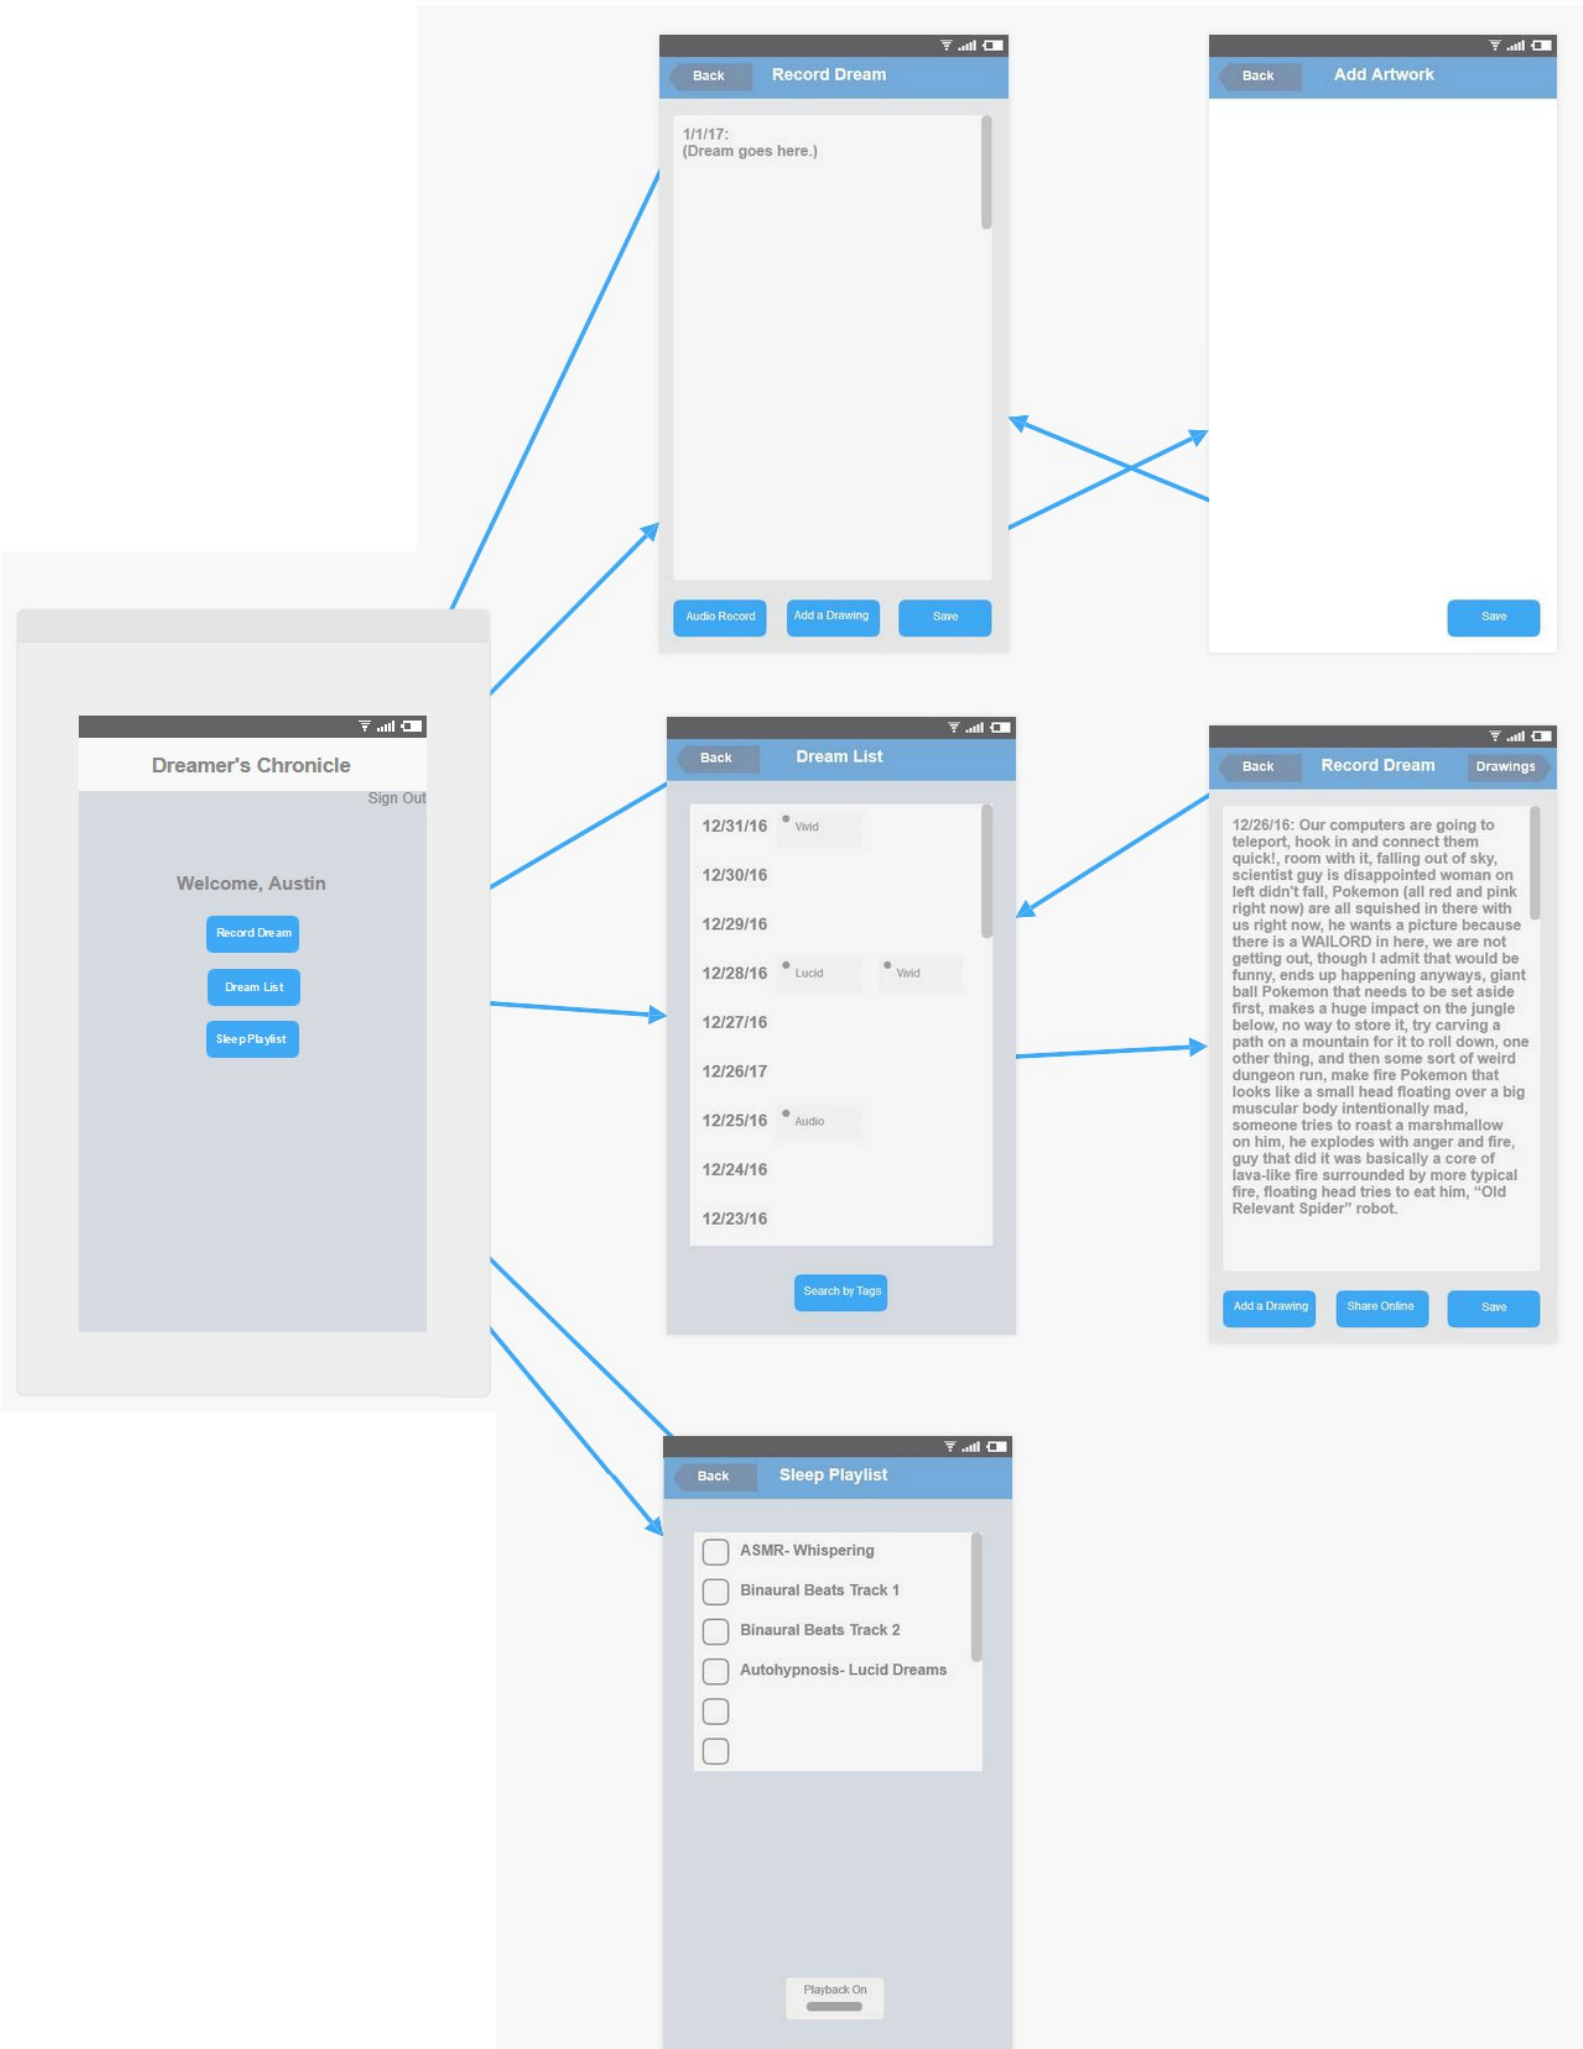 Back
Record Dream
1/1/17:
(Dream goes here.)
Audio Record
Add a Drawing
Save
Back
Add Artwork
Save
Dreamer's Chronicle
Sign Out
Welcome, Austin
Record Dream
Dream List
Sleep Playlist
Back
Dream List
12/31/16 Vivid
12/30/16
12/29/16
12/28/16 Lucid Vivid
12/27/16
12/26/17
12/25/16 Audio
12/24/16
12/23/16
Search by Tags
Back
Record Dream
Drawings
12/26/16: Our computers are going to
teleport, hook in and connect them
quick!, room with it, falling out of sky,
scientist guy is disappointed woman on
left didn't fall, Pokemon (all red and pink
right now) are all squished in there with
us right now, he wants a picture because
there is a WAILORD in here, we are not
getting out, though I admit that would be
funny, ends up happening anyways, giant
ball Pokemon that needs to be set aside
first, makes a huge impact on the jungle
below, no way to store it, try carving a
path on a mountain for it to roll down, one
other thing, and then some sort of weird
dungeon run, make fire Pokemon that
looks like a small head floating over a big
muscular body intentionally mad,
someone tries to roast a marshmallow
on him, he explodes with anger and fire,
guy that did it was basically a core of
lava-like fire surrounded by more typical
fire, floating head tries to eat him, “Old
Relevant Spider” robot.
Add a Drawing
Share Online
Save
Back
Sleep Playlist
ASMR- Whispering
Binaural Beats Track 1
Binaural Beats Track 2
Autohypnosis- Lucid Dreams
Playback On